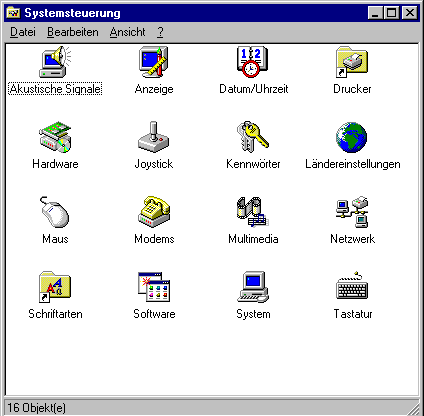 Systemsteuerung
Datei Bearbeiten Ansicht ?
Akustische Signale Anzeige Datum/Uhrzeit Drucker
Hardware Joystick Kennwörter Ländereinstellungen
Maus Modems Multimedia Netzwerk
Schriftarten Software System Tastatur
16 Objekt(e)